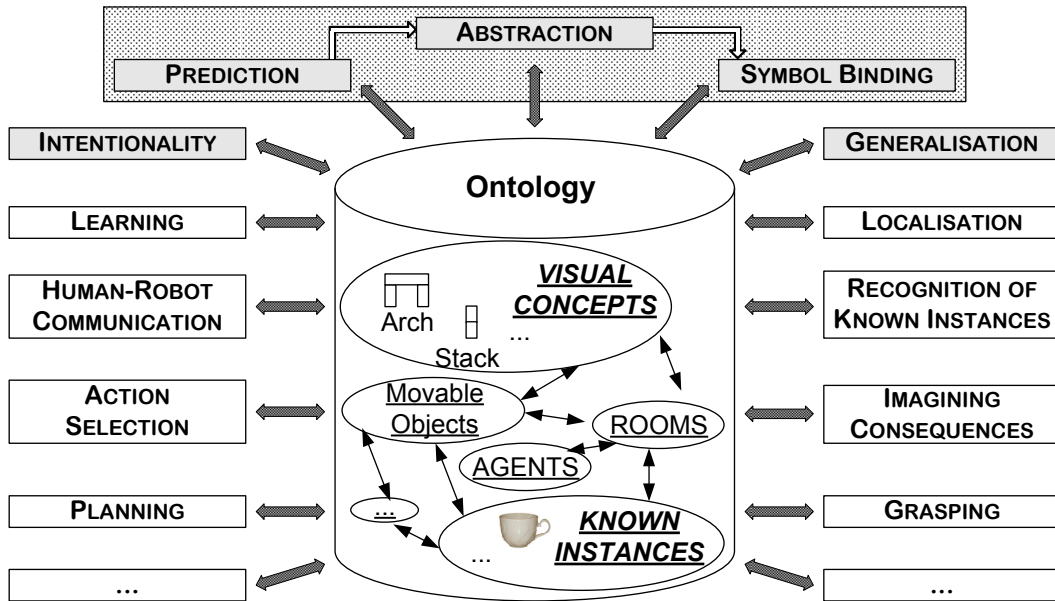 ABSTRACTION
PREDICTION
SYMBOL BINDING
INTENTIONALITY
GENERALISATION
Ontology
LEARNING
LOCALISATION
HUMAN-ROBOT
COMMUNICATION
VISUAL
CONCEPTS
Arch
...
Stack
RECOGNITION OF
KNOWN INSTANCES
ACTION
SELECTION
Movable
Objects
ROOMS
AGENTS
IMAGINING
CONSEQUENCES
PLANNING
...
KNOWN
INSTANCES
...
GRASPING
...
...